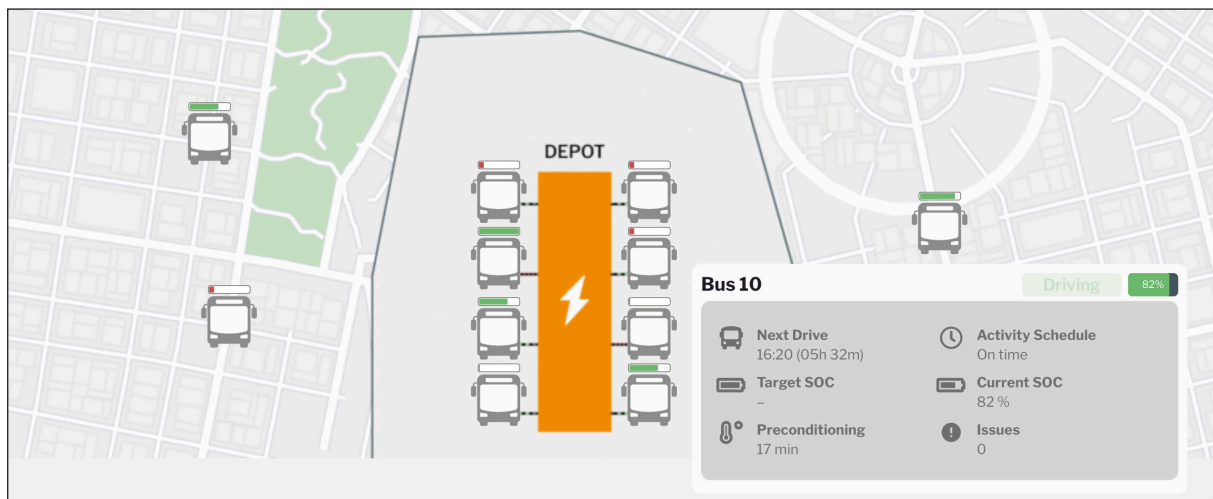 DEPOT
Bus 10
Driving
82%
Next Drive
16:20 (05h 32m)
Activity Schedule
On time
Target SOC
–
Current SOC
82 %
Preconditioning
17 min
Issues
0